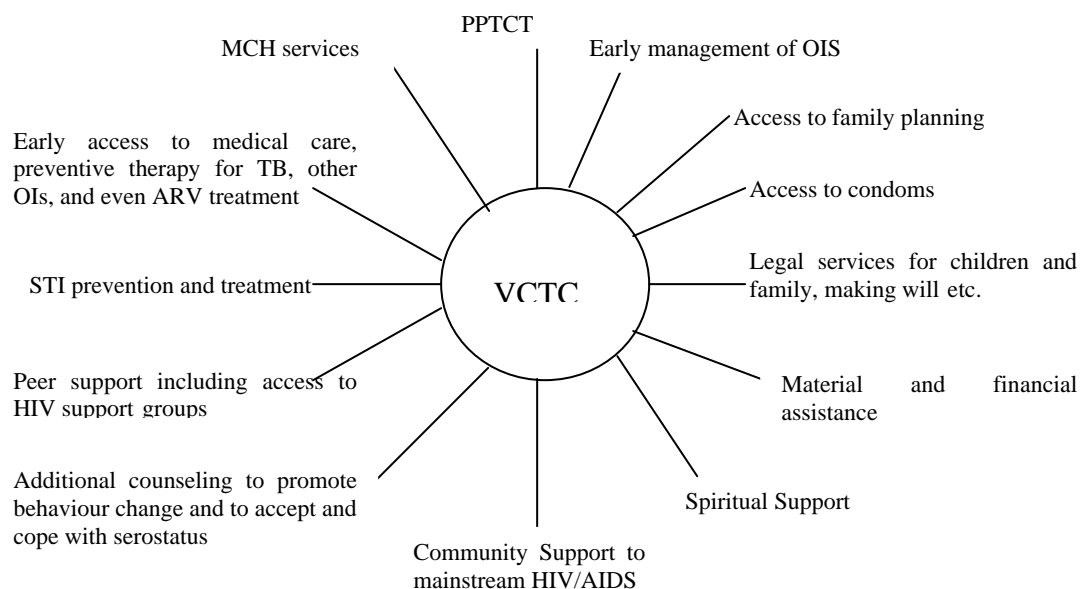 PPTCT
MCH services
Early management of OIS
Access to family planning
Early access to medical care,
preventive therapy for TB, other
OIs, and even ARV treatment
Access to condoms
STI prevention and treatment
VCTC
Legal services for children and
family, making will etc.
Peer support including access to
HIV support groups
Material and financial
assistance
Additional counseling to promote
behaviour change and to accept and
cope with serostatus
Spiritual Support
Community Support to
mainstream HIV/AIDS